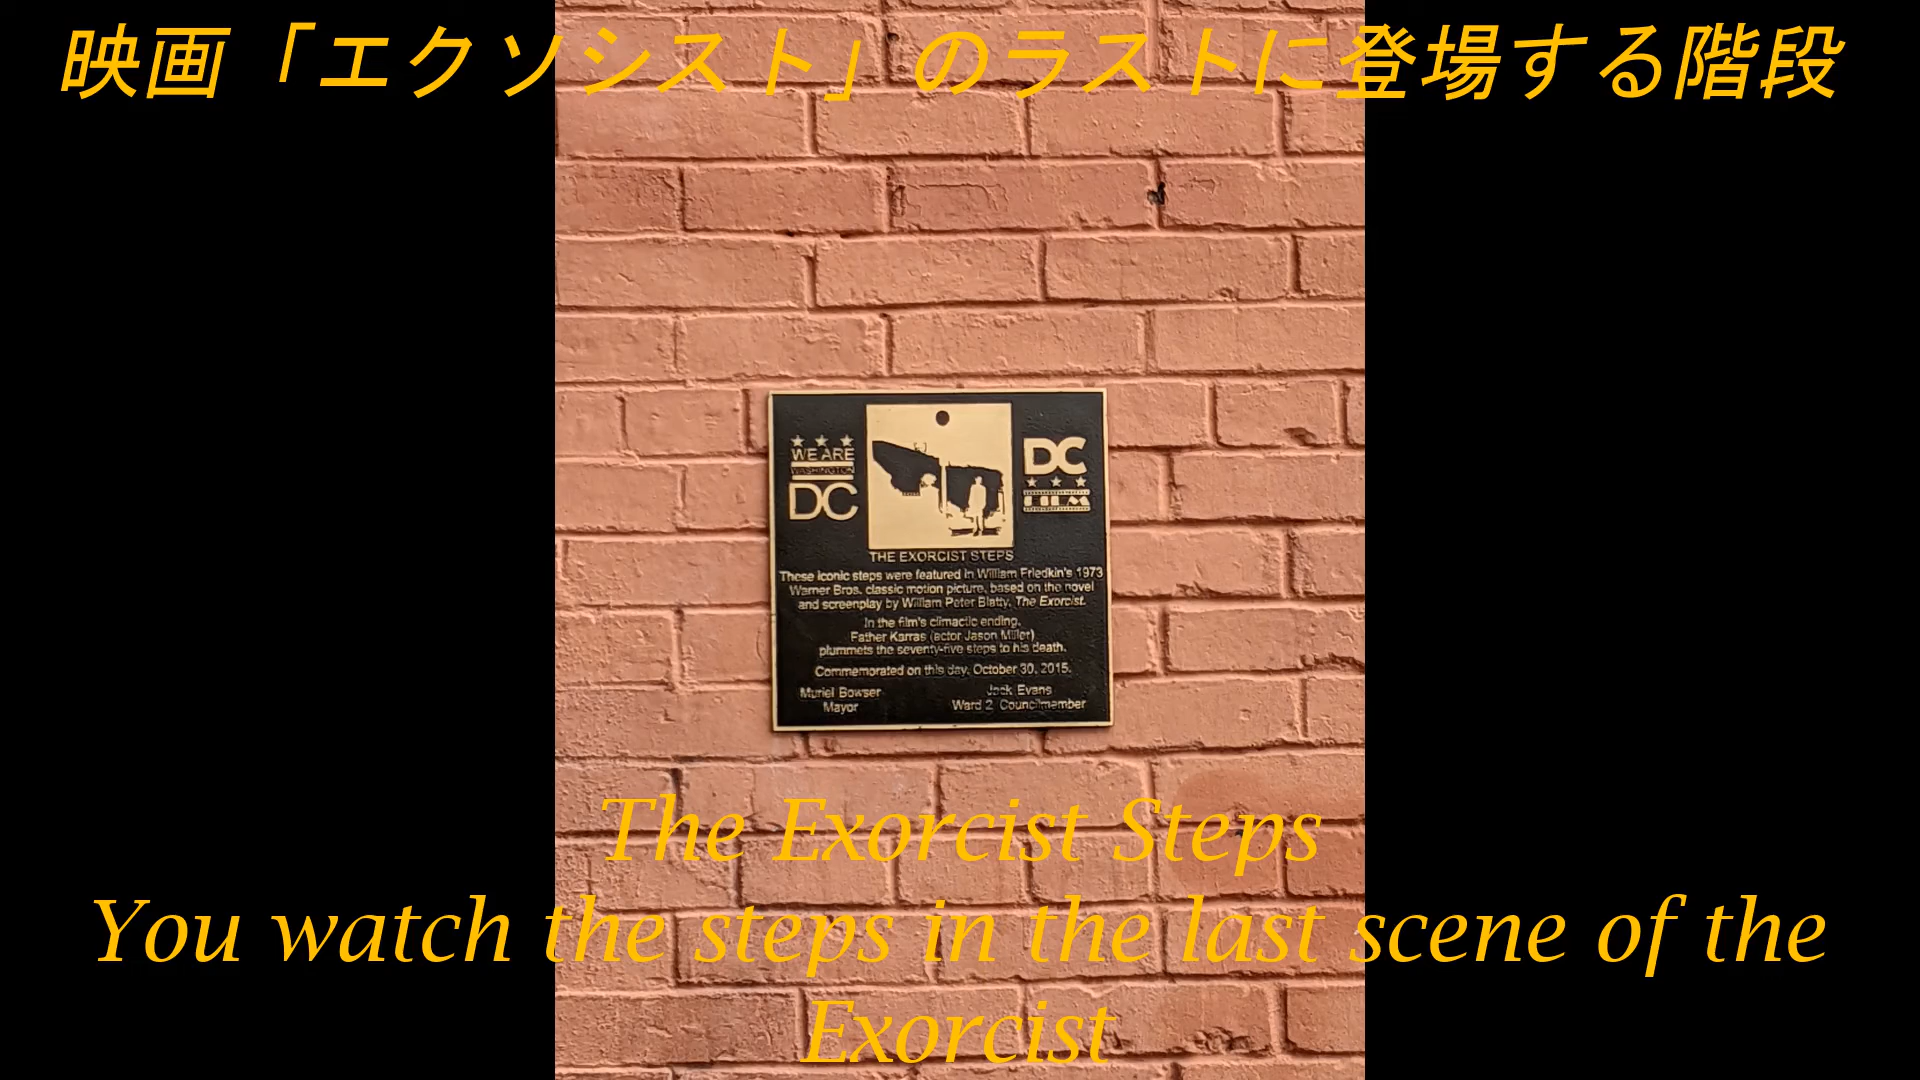 映画「エクソシスト」のラストに登場する階段
WE ARE
WASHINGTON
DC
DC
FILM
THE EXORCIST STEPS
These iconic steps were featured in William Friedkin's 1973
Warner Bros. classic motion picture, based on the novel
and screenplay by William Peter Blatty, The Exorcist.
In the film's climactic ending,
Father Karras (actor Jason Miller)
plummets the seventy-five steps to his death.
Commemorated on this day, October 30, 2015.
Muriel Bowser
Mayor
Jack Evans
Ward 2 Councilmember
The Exorcist Steps
You watch the steps in the last scene of the
Exorcist